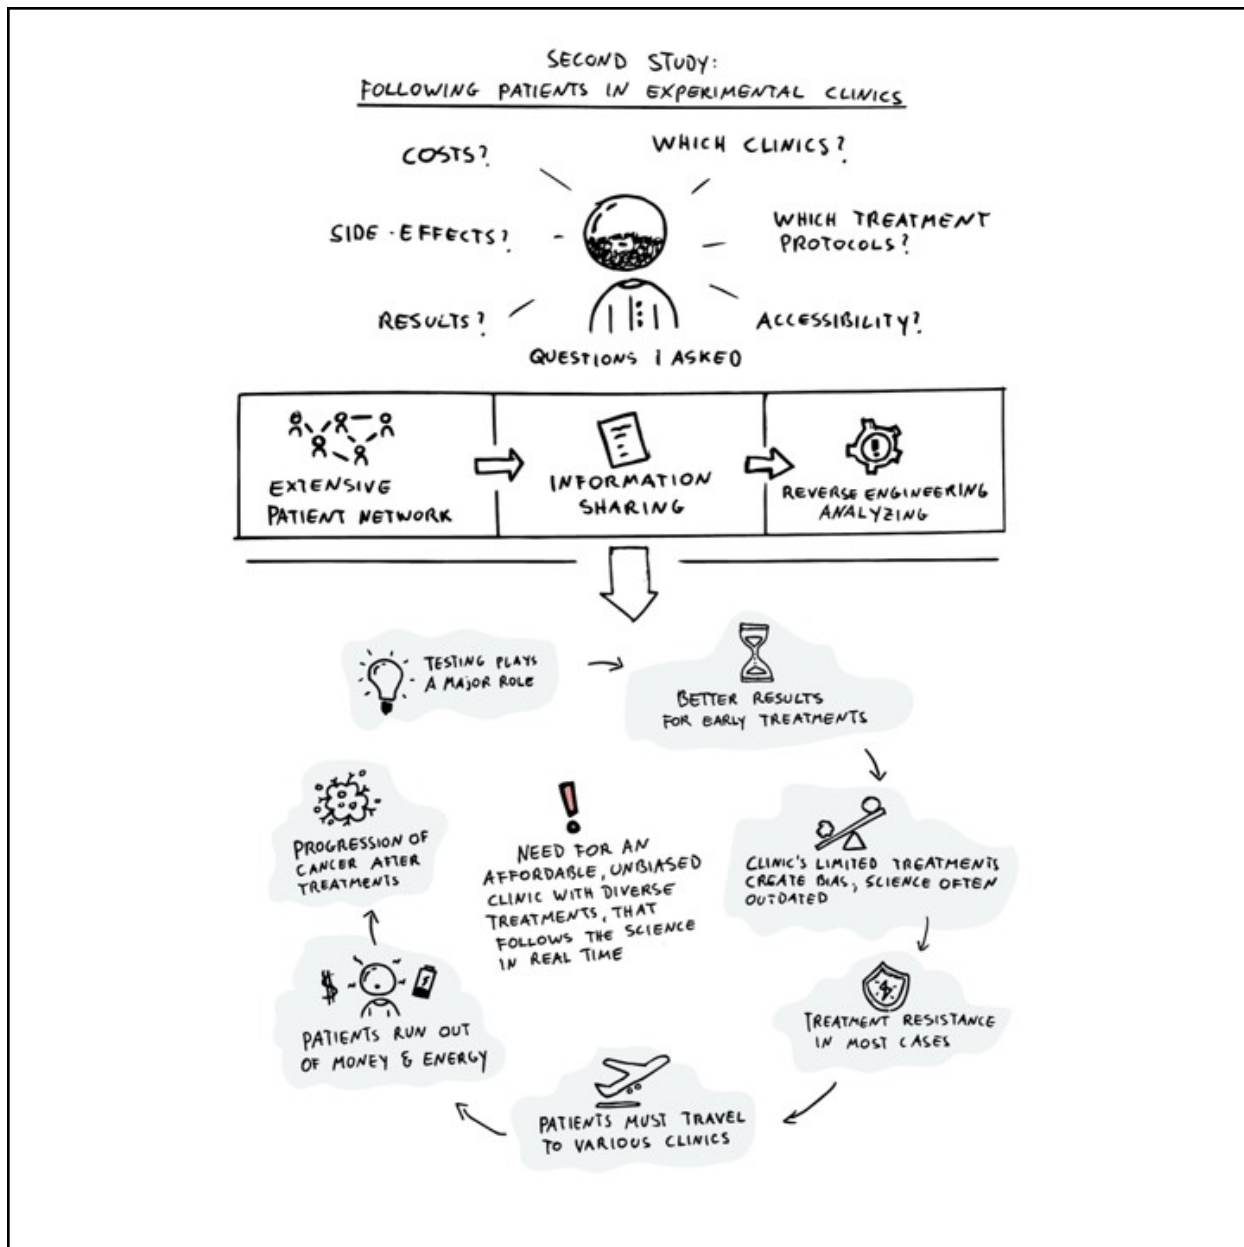 SECOND STUDY:
FOLLOWING PATIENTS IN EXPERIMENTAL CLINICS
COSTS?
WHICH CLINICS?
SIDE-EFFECTS?
WHICH TREATMENT
PROTOCOLS?
RESULTS?
ACCESSIBILITY?
QUESTIONS I ASKED
EXTENSIVE
PATIENT NETWORK
INFORMATION
SHARING
REVERSE ENGINEERING
ANALYZING
TESTING PLAYS
A MAJOR ROLE
BETTER RESULTS
FOR EARLY TREATMENTS
CLINIC'S LIMITED TREATMENTS
CREATE BIAS, SCIENCE OFTEN
OUTDATED
TREATMENT RESISTANCE
IN MOST CASES
PATIENTS MUST TRAVEL
TO VARIOUS CLINICS
$
PATIENTS RUN OUT
OF MONEY & ENERGY
PROGRESSION OF
CANCER AFTER
TREATMENTS
!
NEED FOR AN
AFFORDABLE, UNBIASED
CLINIC WITH DIVERSE
TREATMENTS, THAT
FOLLOWS THE SCIENCE
IN REAL TIME